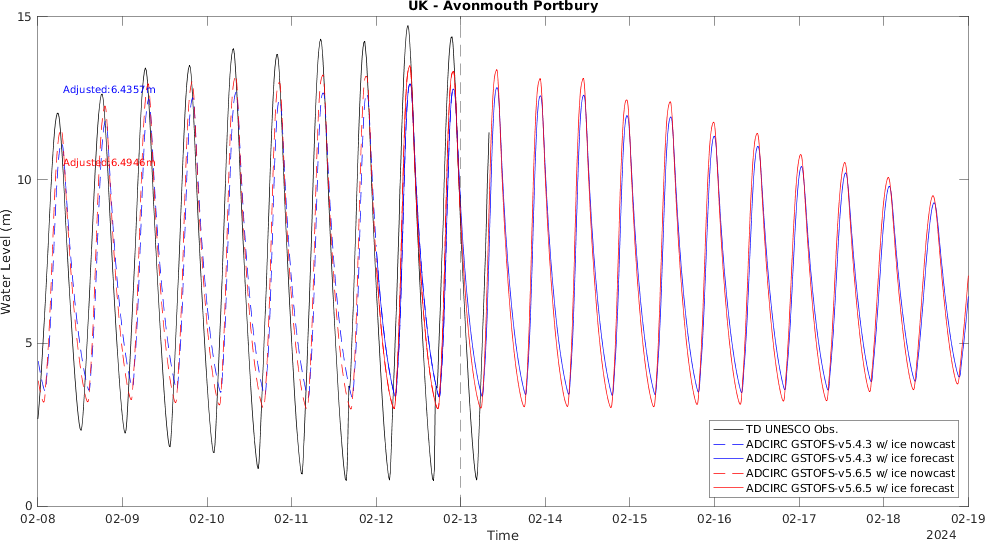 UK - Avonmouth Portbury
15
10
5
0
Water Level (m)
Adjusted:6.4357m
Adjusted:6.4946m
TD UNESCO Obs.
ADCIRC GSTOFS-v5.4.3 w/ ice nowcast
ADCIRC GSTOFS-v5.4.3 w/ ice forecast
ADCIRC GSTOFS-v5.6.5 w/ ice nowcast
ADCIRC GSTOFS-v5.6.5 w/ ice forecast
02-08 02-09 02-10 02-11 02-12 02-13 02-14 02-15 02-16 02-17 02-18 02-19
Time
2024